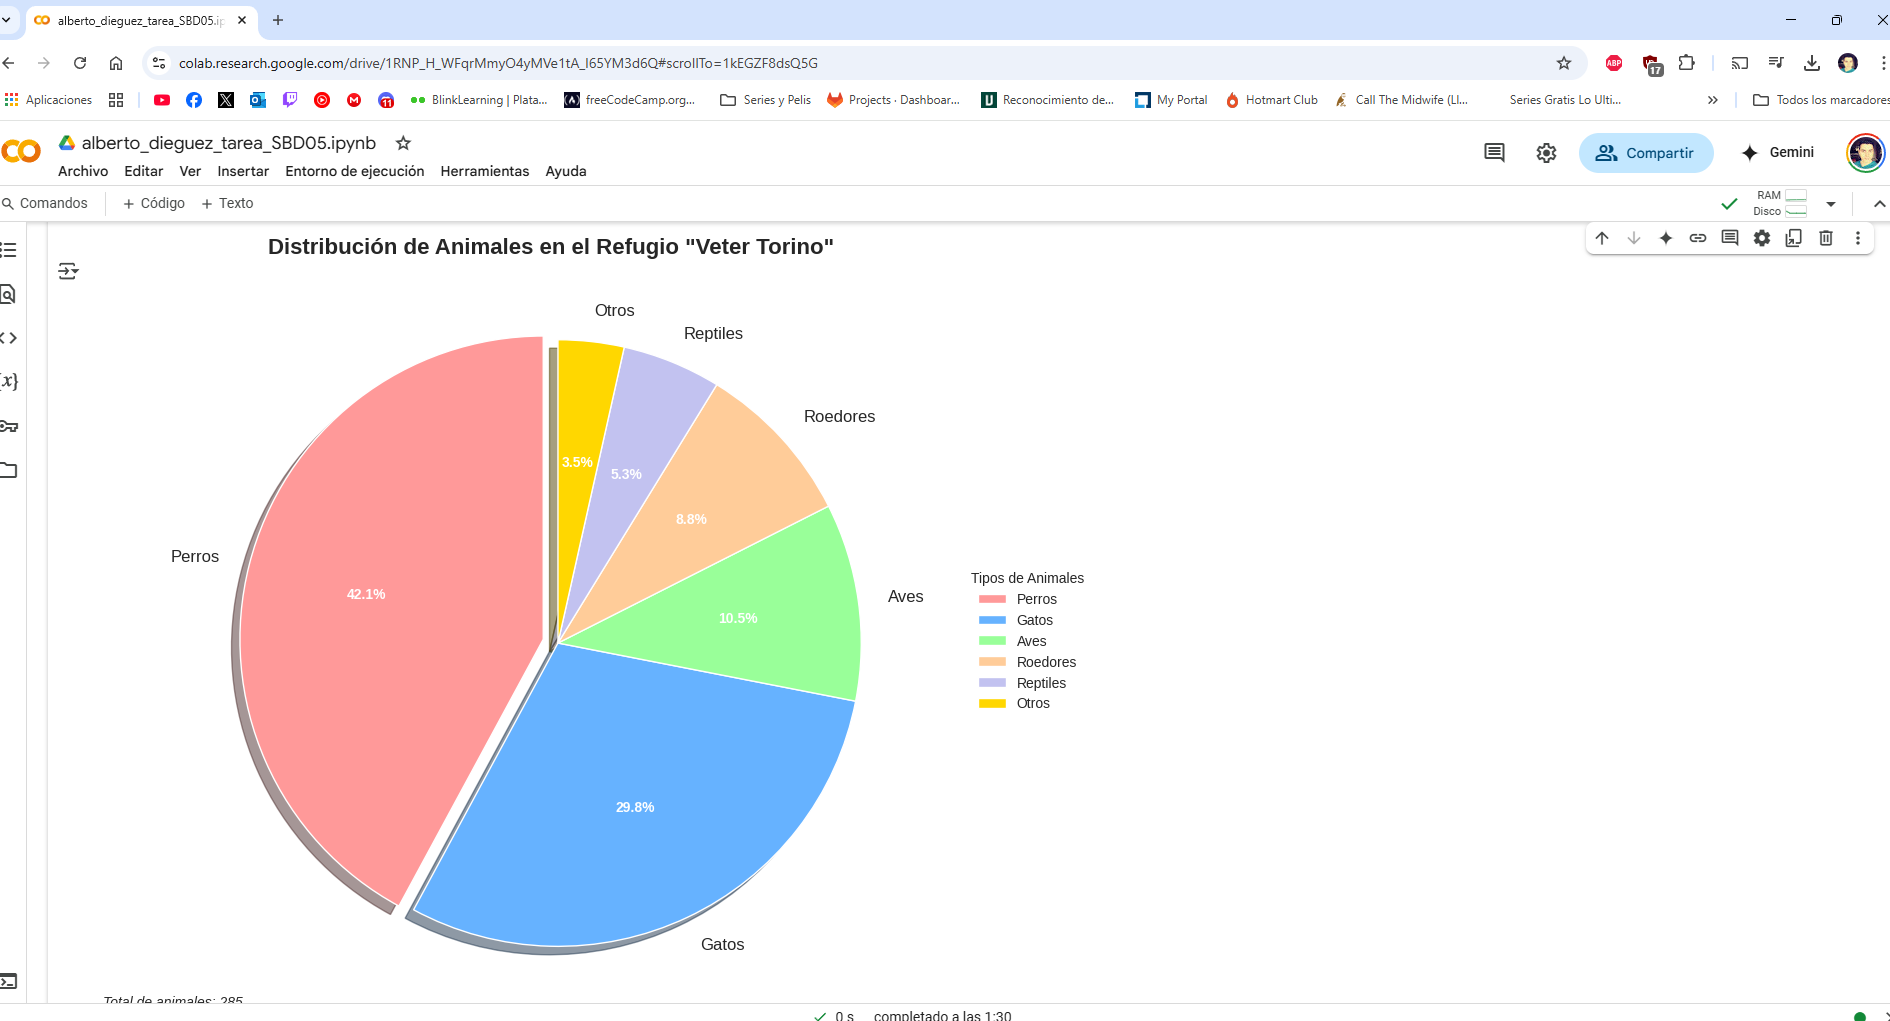 alberto_dieguez_tarea_SBD05.ip
colab.research.google.com/drive/1RNP_H_WFqrMmyO4yMVe1tA_I65YM3d6Q#scrollTo=1kEGZF8dsQ5G
ABP
17
Aplicaciones
11
BlinkLearning | Plata...
freeCodeCamp.org...
Series y Pelis
Projects · Dashboar...
Reconocimiento de...
My Portal
Hotmart Club
Call The Midwife (Ll...
Series Gratis Lo Ulti...
Todos los marcadores
alberto_dieguez_tarea_SBD05.ipynb
Compartir
Gemini
Archivo Editar Ver Insertar Entorno de ejecución Herramientas Ayuda
Comandos + Código + Texto
RAM
Disco
Distribución de Animales en el Refugio "Veter Torino"
Otros
Reptiles
Roedores
3.5%
5.3%
8.8%
Perros
42.1%
Aves
10.5%
29.8%
Gatos
Tipos de Animales
Perros
Gatos
Aves
Roedores
Reptiles
Otros
Total de animales: 285
0 s completado a las 1:30